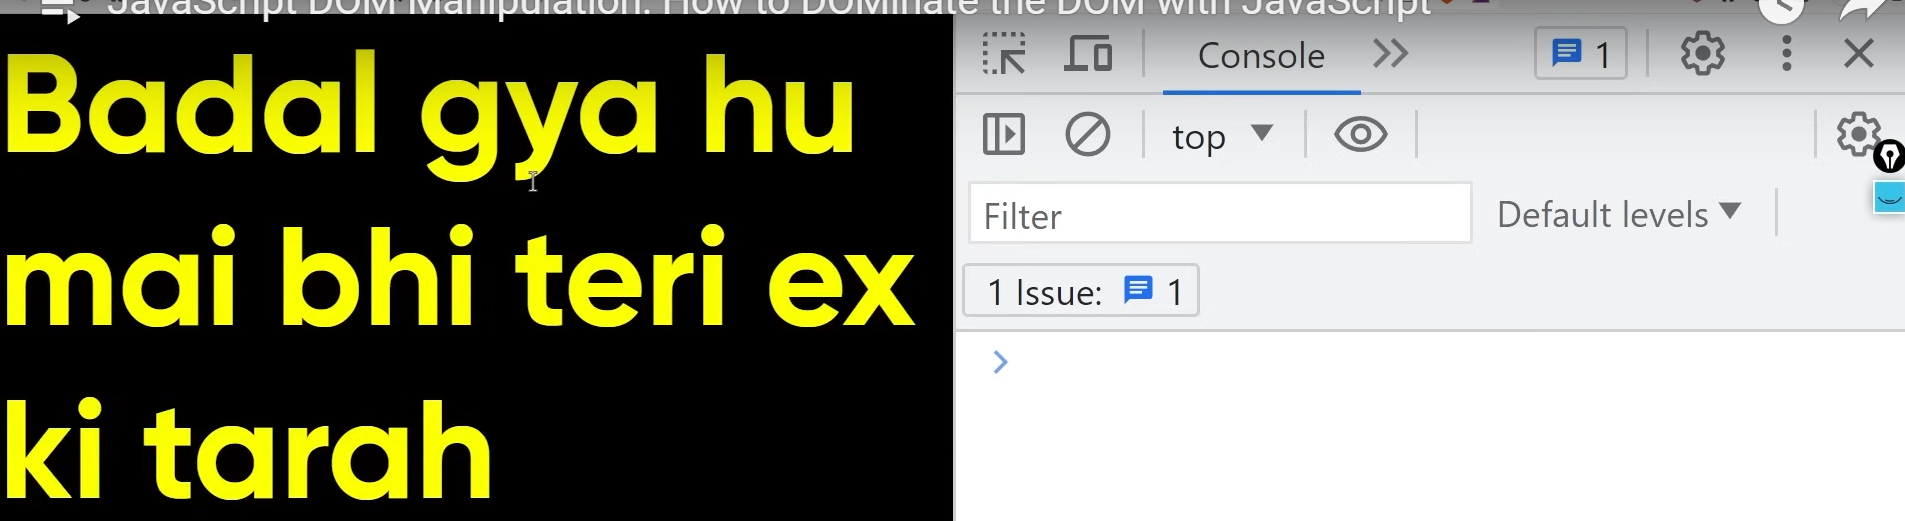 JavaScript DOM Manipulation: How to DOMinate the DOM with JavaScript
Badal gya hu
mai bhi teri ex
ki tarah
Console
1
top
Filter
Default levels
1 Issue: 1